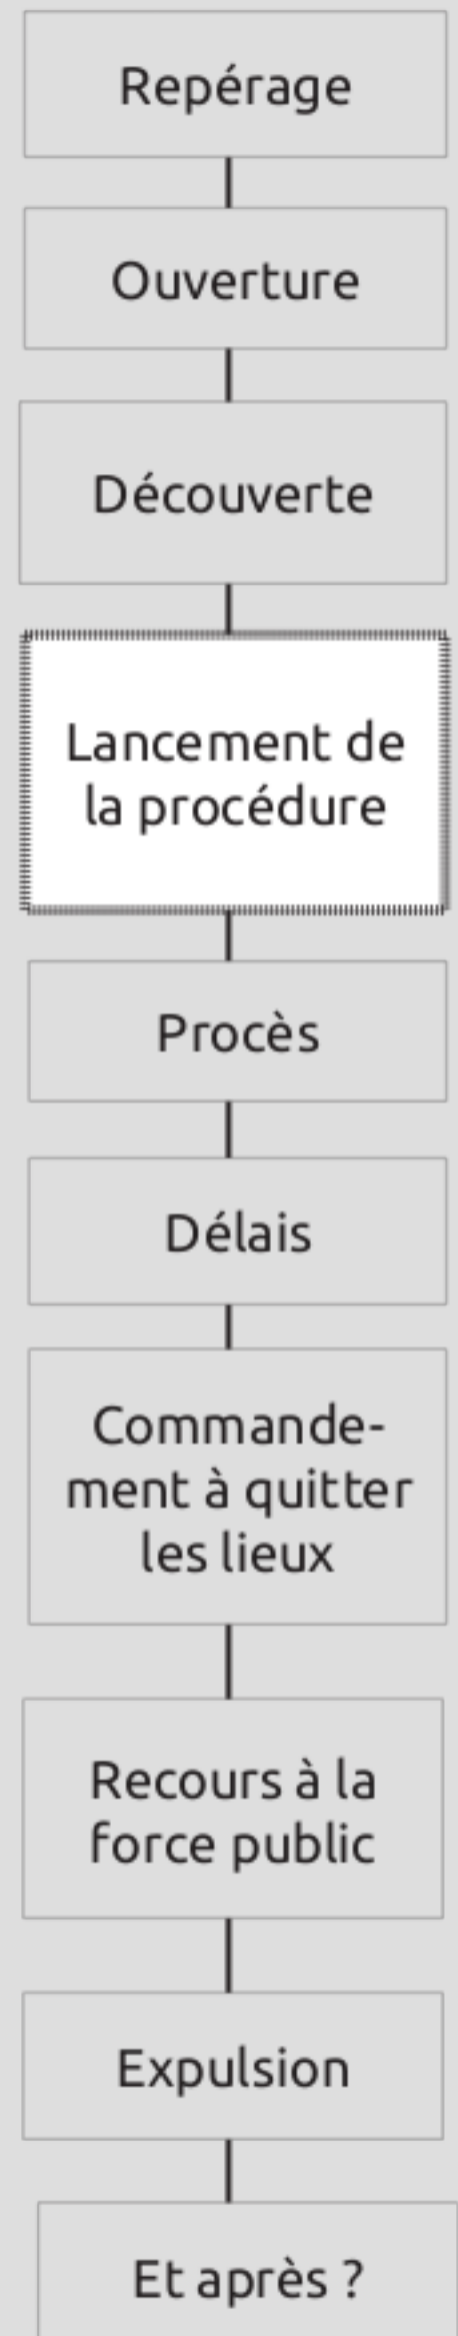 Repérage
Ouverture
Découverte
Lancement de
la procédure
Procès
Délais
Commande-
ment à quitter
les lieux
Recours à la
force public
Expulsion
Et après ?